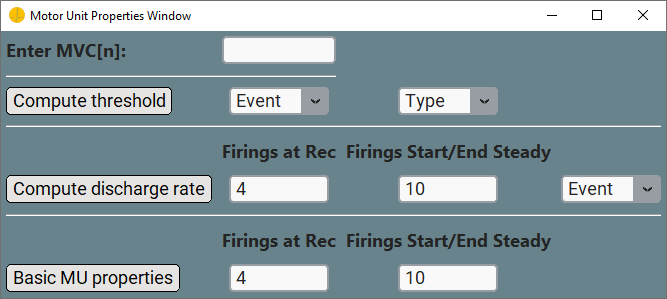 Motor Unit Properties Window
Enter MVC[n]:
Compute threshold Event Type
Firings at Rec Firings Start/End Steady
Compute discharge rate 4 10 Event
Firings at Rec Firings Start/End Steady
Basic MU properties 4 10